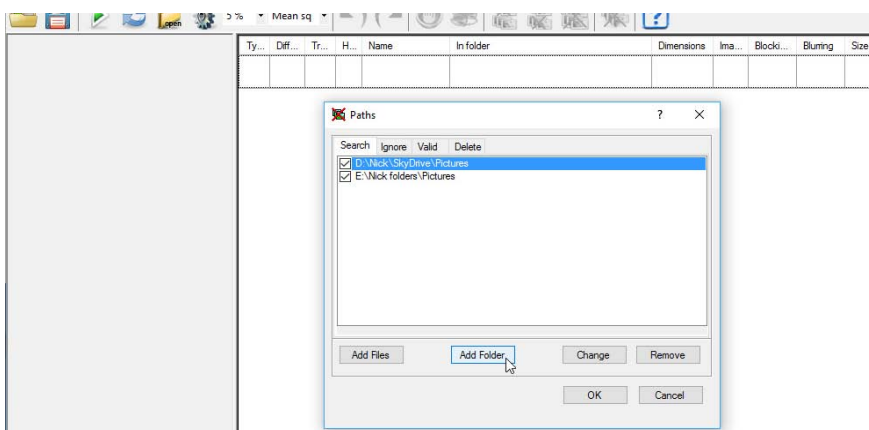 open 5 % Mean sq
Ty... Diff... Tr... H... Name In folder Dimensions Ima... Blocki... Blurring Size
Paths
Search Ignore Valid Delete
D:\Nick\SkyDrive\Pictures
E:\Nick folders\Pictures
Add Files Add Folder Change Remove
OK Cancel